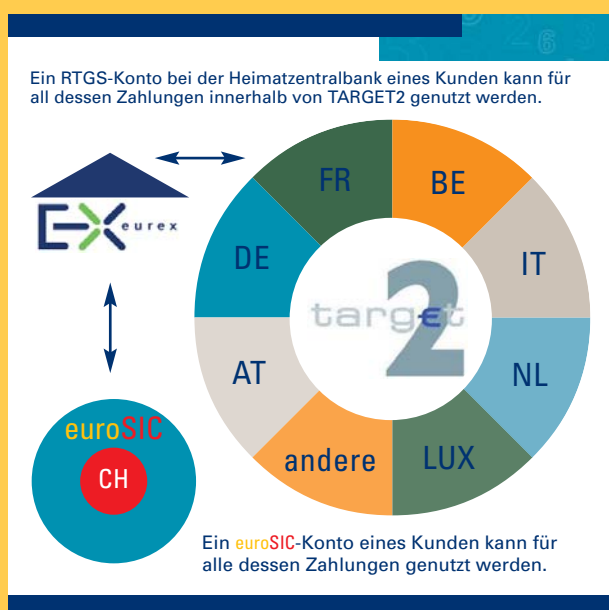 Ein RTGS-Konto bei der Heimatzentralbank eines Kunden kann für
all dessen Zahlungen innerhalb von TARGET2 genutzt werden.
FR
BE
EX eurex
DE
IT
target 2
AT
NL
euroSIC
CH
andere
LUX
Ein euroSIC-Konto eines Kunden kann für
alle dessen Zahlungen genutzt werden.